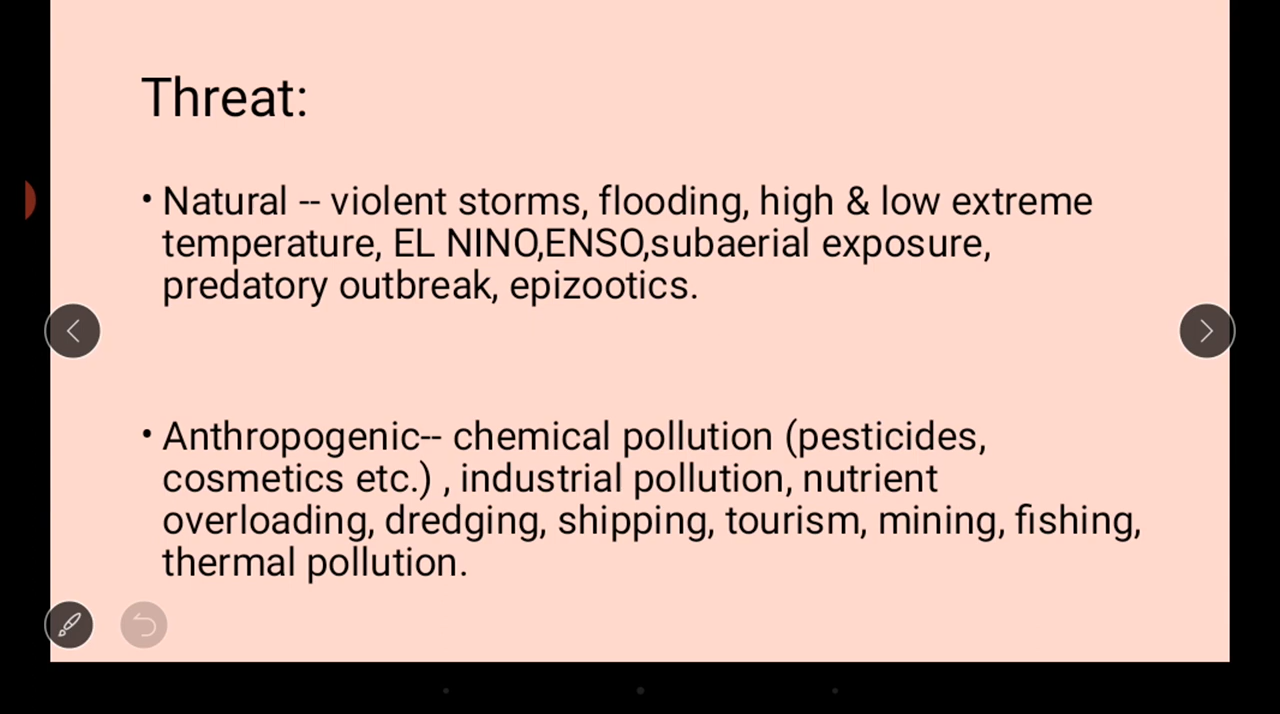 Threat:
• Natural -- violent storms, flooding, high & low extreme
temperature, EL NINO,ENSO,subaerial exposure,
predatory outbreak, epizootics.
• Anthropogenic-- chemical pollution (pesticides,
cosmetics etc.) , industrial pollution, nutrient
overloading, dredging, shipping, tourism, mining, fishing,
thermal pollution.